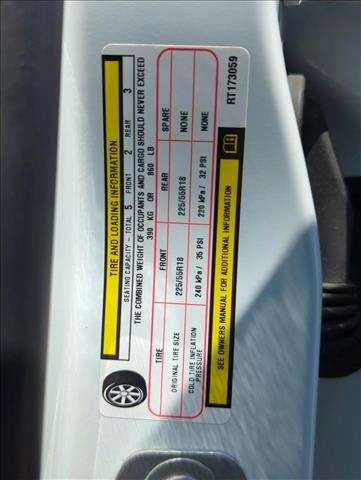 TIRE AND LOADING INFORMATION
SEATING CAPACITY - TOTAL 5 FRONT 2 REAR 3
THE COMBINED WEIGHT OF OCCUPANTS AND CARGO SHOULD NEVER EXCEED
390 KG OR 860 LB
TIRE FRONT REAR SPARE
ORIGINAL TIRE SIZE 225/55R18 225/55R18 NONE
COLD TIRE INFLATION PRESSURE 240 kPa / 35 PSI 220 kPa / 32 PSI NONE
SEE OWNERS MANUAL FOR ADDITIONAL INFORMATION
RT173059